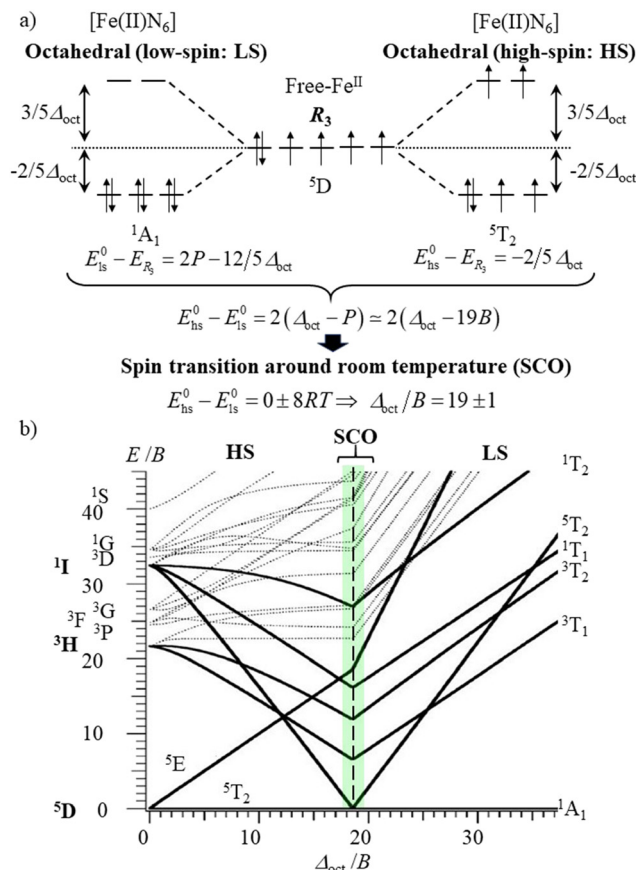 a)
[Fe(II)N₆]
[Fe(II)N₆]
Octahedral (low-spin: LS)
Octahedral (high-spin: HS)
Free-Feᴵᴵ
R₃
3/5Δoct
3/5Δoct
-2/5Δoct
-2/5Δoct
⁵D
¹A₁
⁵T₂
E⁰ls − E_R₃ = 2P − 12/5 Δoct
E⁰hs − E_R₃ = −2/5 Δoct
E⁰hs − E⁰ls = 2(Δoct − P) ≃ 2(Δoct − 19B)
Spin transition around room temperature (SCO)
E⁰hs − E⁰ls = 0 ± 8RT ⇒ Δoct/B = 19 ± 1
b)
E/B
HS
SCO
LS
¹T₂
¹S
40
⁵T₂
¹G
³D
¹T₁
¹I
30
³T₂
³F
³G
³P
³T₁
³H
20
10
⁵E
⁵T₂
⁵D
0
¹A₁
0
10
20
30
Δoct/B